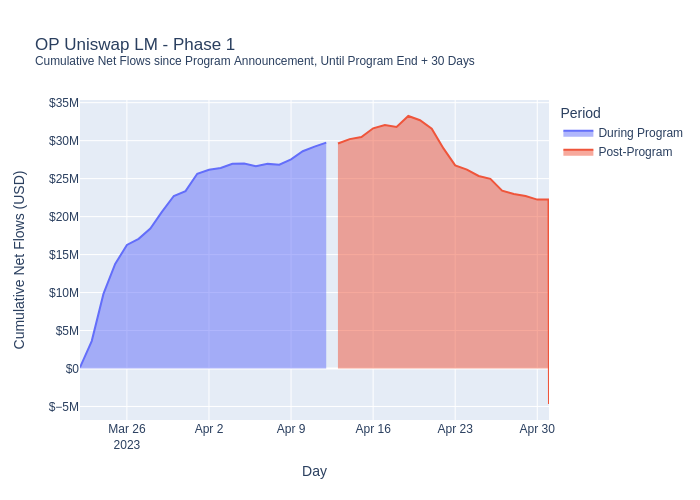 OP Uniswap LM - Phase 1
Cumulative Net Flows since Program Announcement, Until Program End + 30 Days
Period
During Program
Post-Program
Cumulative Net Flows (USD)
$35M
$30M
$25M
$20M
$15M
$10M
$5M
$0
$−5M
Mar 26
2023
Apr 2
Apr 9
Apr 16
Apr 23
Apr 30
Day